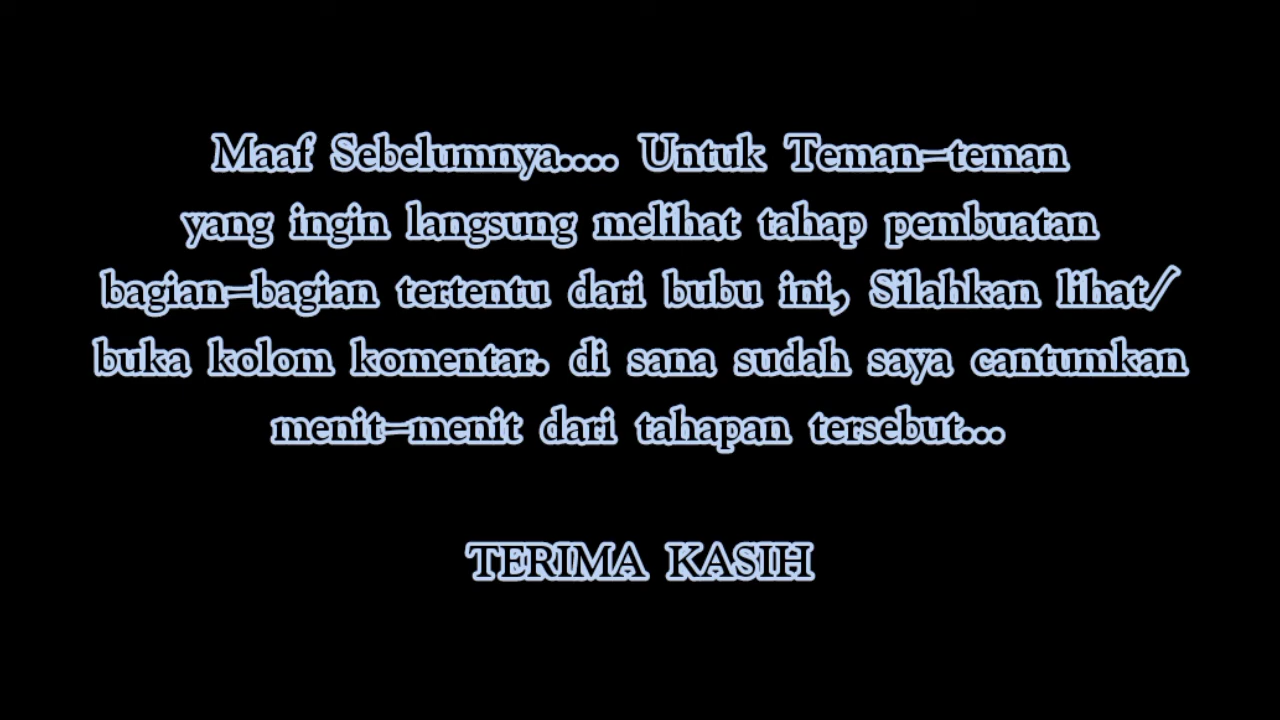 Maaf Sebelumnya.... Untuk Teman-teman
yang ingin langsung melihat tahap pembuatan
bagian-bagian tertentu dari bubu ini, Silahkan lihat/
buka kolom komentar. di sana sudah saya cantumkan
menit-menit dari tahapan tersebut...
TERIMA KASIH